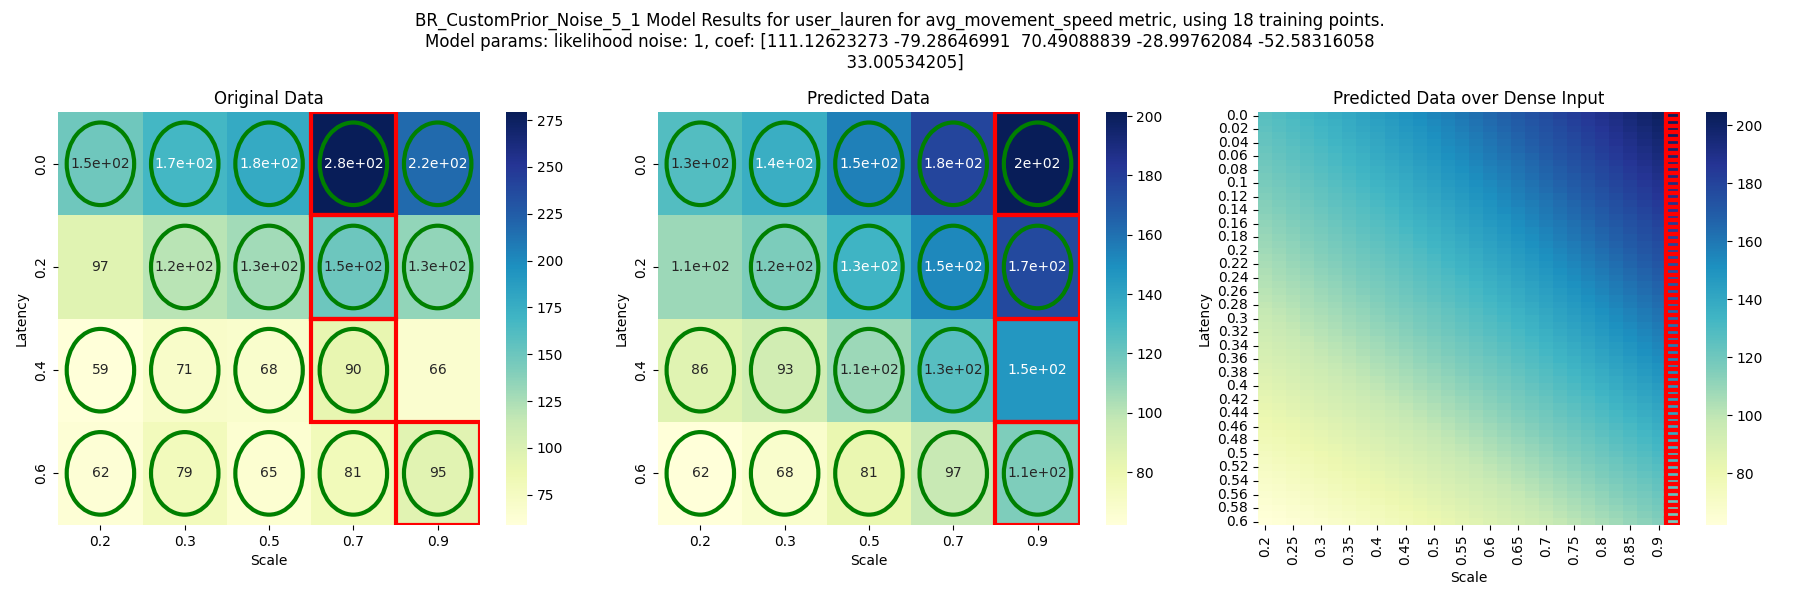 BR_CustomPrior_Noise_5_1 Model Results for user_lauren for avg_movement_speed metric, using 18 training points.
Model params: likelihood noise: 1, coef: [111.12623273 -79.28646991  70.49088839 -28.99762084 -52.58316058
33.00534205]
Original Data
Latency
0.0 1.5e+02 1.7e+02 1.8e+02 2.8e+02 2.2e+02
0.2 97 1.2e+02 1.3e+02 1.5e+02 1.3e+02
0.4 59 71 68 90 66
0.6 62 79 65 81 95
0.2 0.3 0.5 0.7 0.9
Scale
275
250
225
200
175
150
125
100
75
Predicted Data
Latency
0.0 1.3e+02 1.4e+02 1.5e+02 1.8e+02 2e+02
0.2 1.1e+02 1.2e+02 1.3e+02 1.5e+02 1.7e+02
0.4 86 93 1.1e+02 1.3e+02 1.5e+02
0.6 62 68 81 97 1.1e+02
0.2 0.3 0.5 0.7 0.9
Scale
200
180
160
140
120
100
80
Predicted Data over Dense Input
Latency
0.0
0.02
0.04
0.06
0.08
0.1
0.12
0.14
0.16
0.18
0.2
0.22
0.24
0.26
0.28
0.3
0.32
0.34
0.36
0.38
0.4
0.42
0.44
0.46
0.48
0.5
0.52
0.54
0.56
0.58
0.6
0.2 0.25 0.3 0.35 0.4 0.45 0.5 0.55 0.6 0.65 0.7 0.75 0.8 0.85 0.9
Scale
200
180
160
140
120
100
80